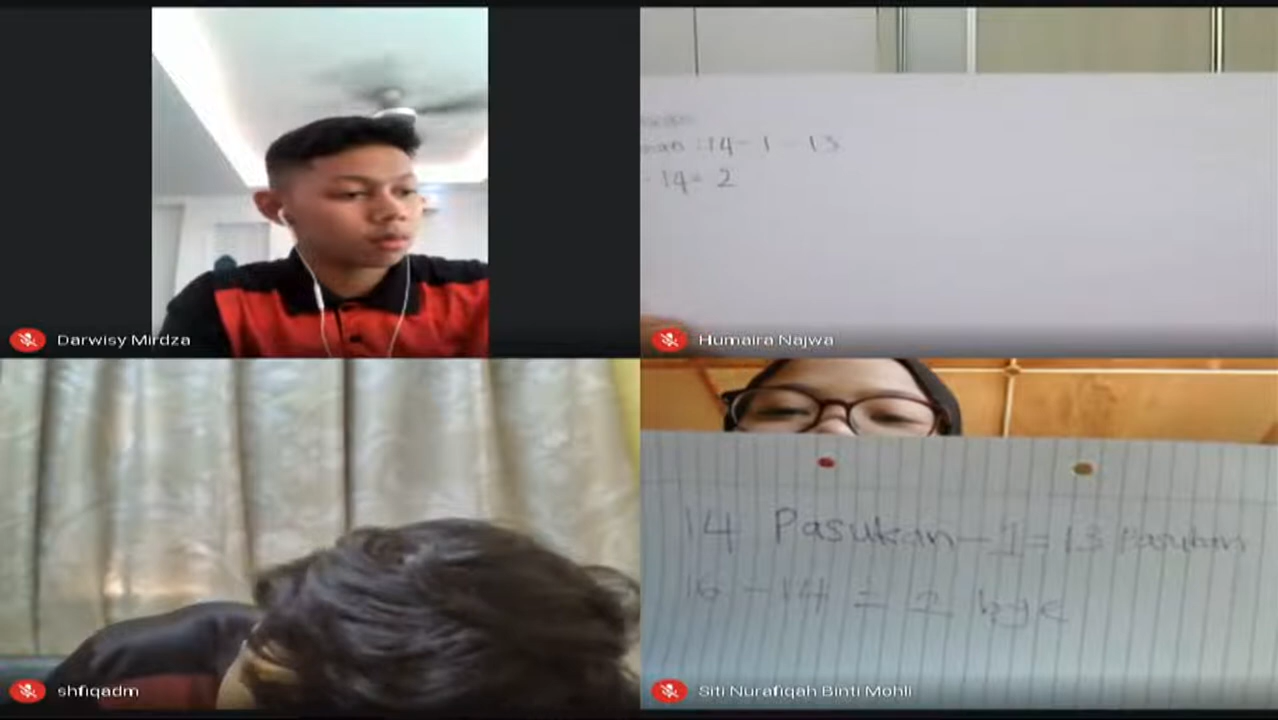 14 - 1 - 13
- 14 = 2
Darwisy Mirdza
Humaira Najwa
14 Pasukan - 1 = 13 Pasukan
16 - 14 = 2 bye
shfiqadm
Siti Nurafiqah Binti Mohli